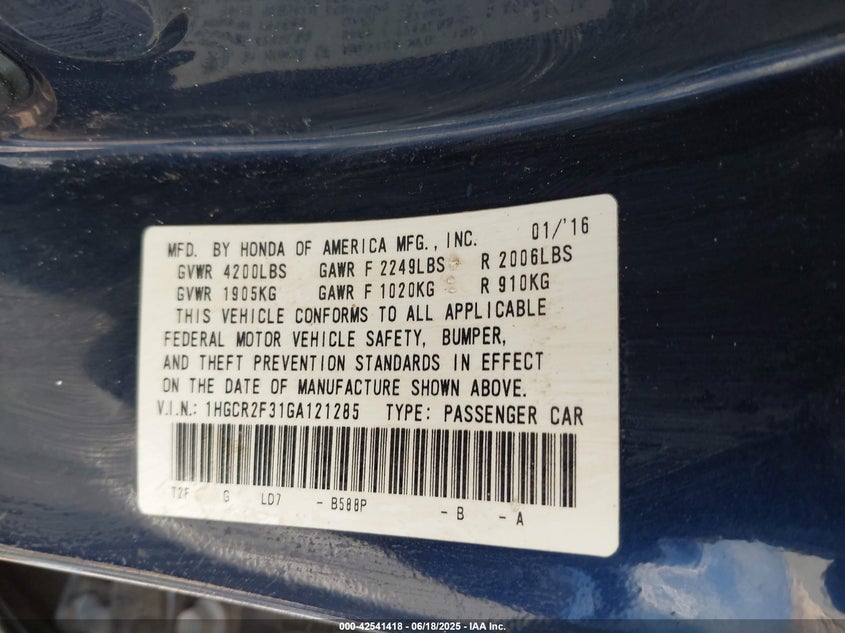 MFD. BY HONDA OF AMERICA MFG., INC. 01/'16
GVWR 4200LBS GAWR F 2249LBS R 2006LBS
GVWR 1905KG GAWR F 1020KG R 910KG
THIS VEHICLE CONFORMS TO ALL APPLICABLE
FEDERAL MOTOR VEHICLE SAFETY, BUMPER,
AND THEFT PREVENTION STANDARDS IN EFFECT
ON THE DATE OF MANUFACTURE SHOWN ABOVE.
V.I.N.: 1HGCR2F31GA121285 TYPE: PASSENGER CAR
T2F G LD7 - B588P - B - A
000-42541418 - 06/18/2025 - IAA Inc.